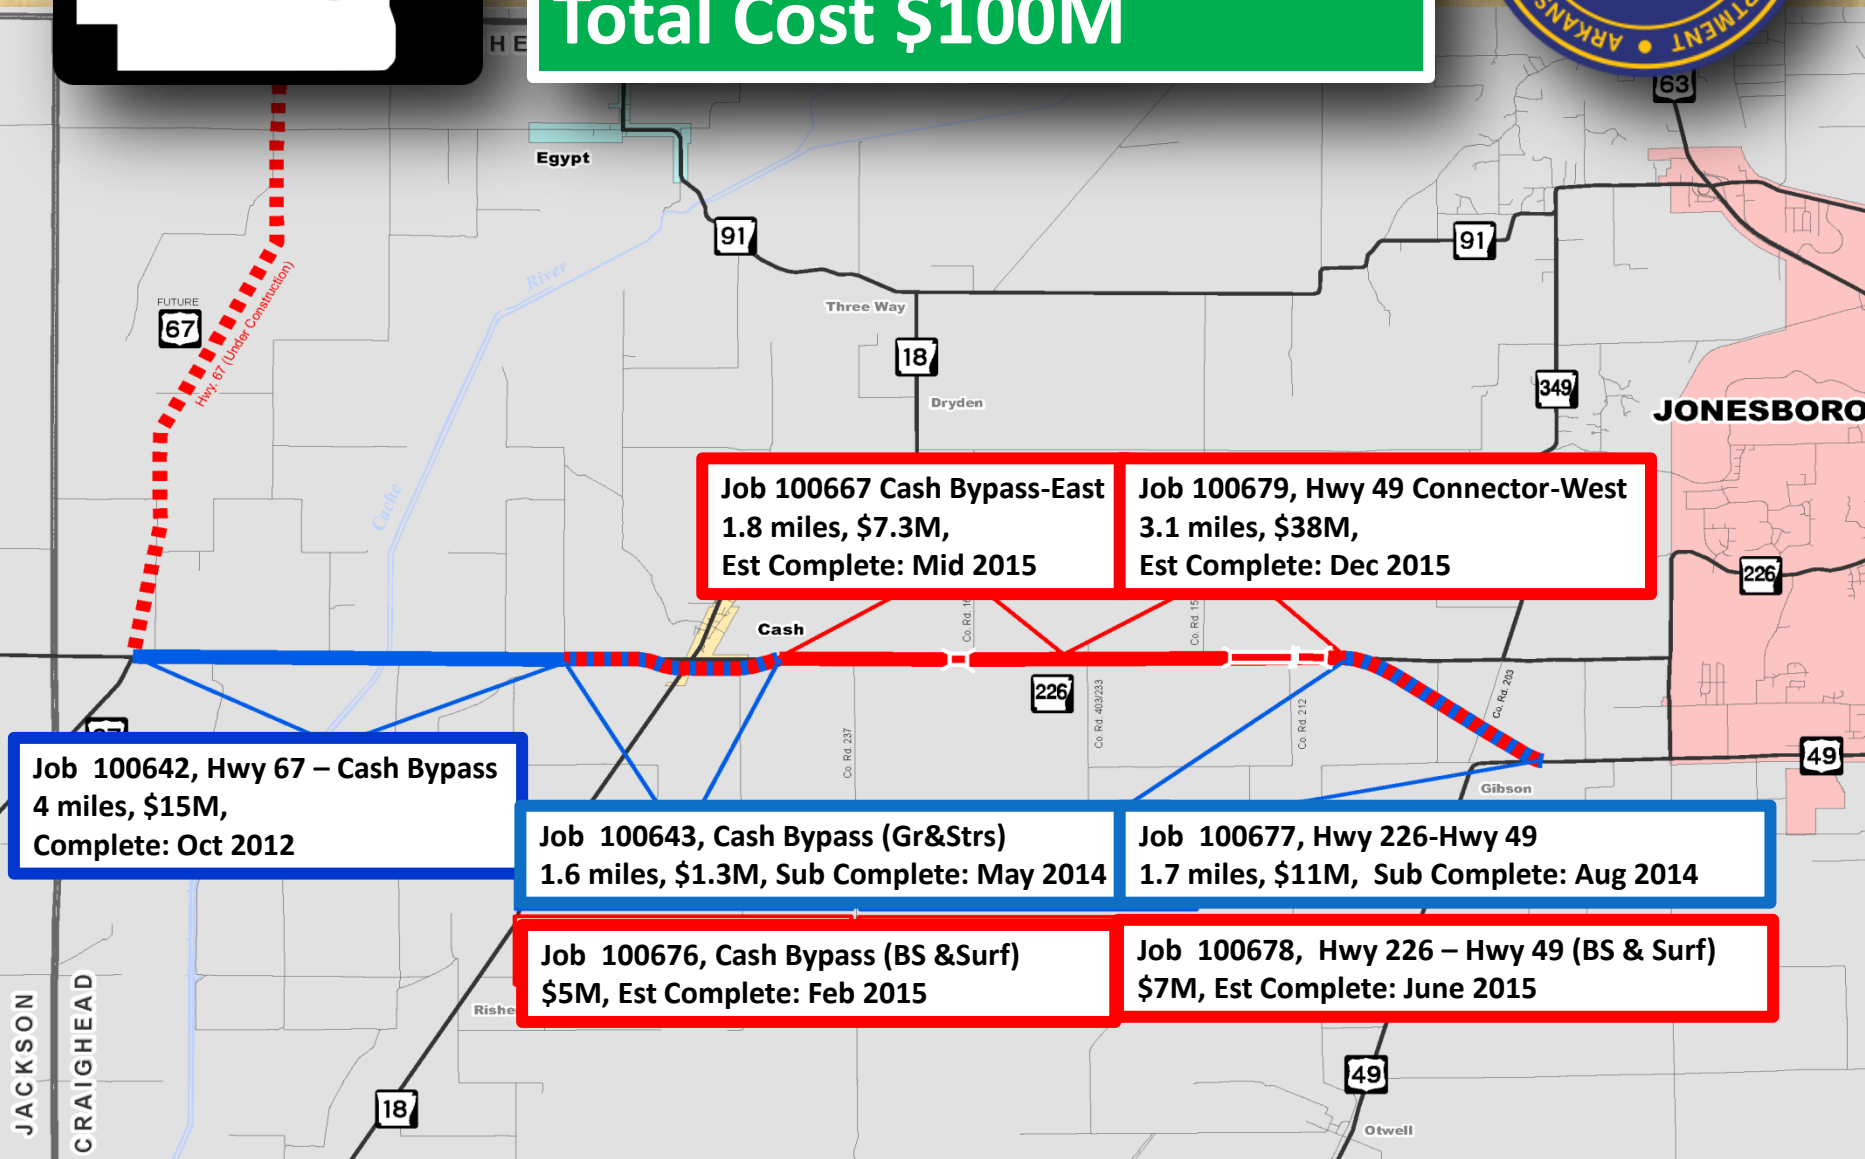 HE
Total Cost $100M
ARKANSAS
63
Egypt
91
91
River
FUTURE
67
Hwy. 67 (Under Construction)
Three Way
18
Dryden
349
JONESBORO
Cache
Job 100667 Cash Bypass-East
1.8 miles, $7.3M,
Est Complete: Mid 2015
Job 100679, Hwy 49 Connector-West
3.1 miles, $38M,
Est Complete: Dec 2015
226
Cash
Co. Rd. 237
226
Co. Rd. 403/233
Co. Rd. 212
Co. Rd. 203
49
Gibson
Job 100642, Hwy 67 – Cash Bypass
4 miles, $15M,
Complete: Oct 2012
Job 100643, Cash Bypass (Gr&Strs)
1.6 miles, $1.3M, Sub Complete: May 2014
Job 100677, Hwy 226-Hwy 49
1.7 miles, $11M, Sub Complete: Aug 2014
Job 100676, Cash Bypass (BS &Surf)
$5M, Est Complete: Feb 2015
Job 100678, Hwy 226 – Hwy 49 (BS & Surf)
$7M, Est Complete: June 2015
JACKSON
CRAIGHEAD
18
49
Otwell